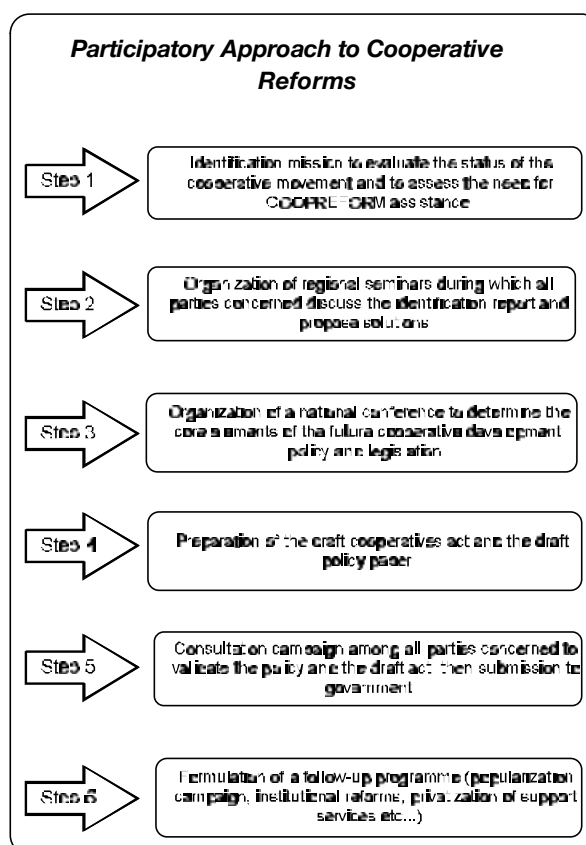 Participatory Approach to Cooperative
Reforms
Step 1
Identification mission to evaluate the status of the
cooperative movement and to assess the need for
COOPREFORM assistance
Step 2
Organization of regional seminars during which all
parties concerned discuss the identification report and
propose solutions
Step 3
Organization of a national conference to determine the
core elements of the future cooperative development
policy and legislation
Step 4
Preparation of the draft cooperatives act and the draft
policy paper
Step 5
Consultation campaign among all parties concerned to
validate the policy and the draft act, then submission to
government
Step 6
Formulation of a follow-up programme (popularization
campaign, institutional reforms, privatization of support
services etc...)